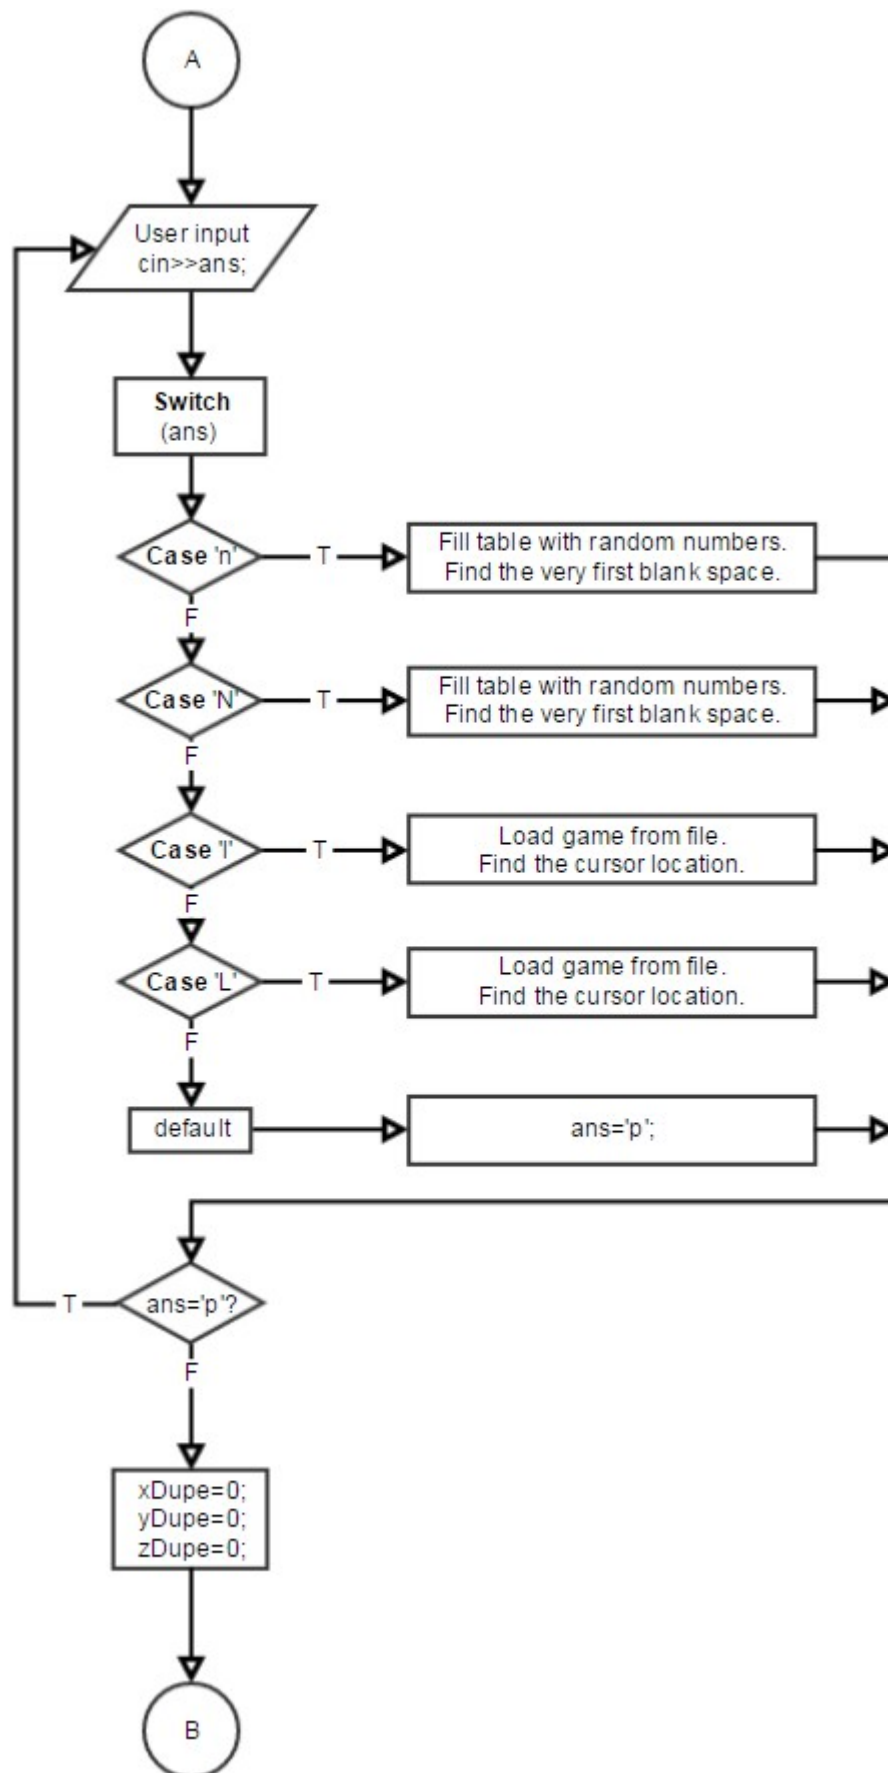 A
User input
cin>>ans;
Switch
(ans)
Case 'n'
T
Fill table with random numbers.
Find the very first blank space.
F
Case 'N'
T
Fill table with random numbers.
Find the very first blank space.
F
Case 'l'
T
Load game from file.
Find the cursor location.
F
Case 'L'
T
Load game from file.
Find the cursor location.
F
default
ans='p';
ans='p'?
T
F
xDupe=0;
yDupe=0;
zDupe=0;
B